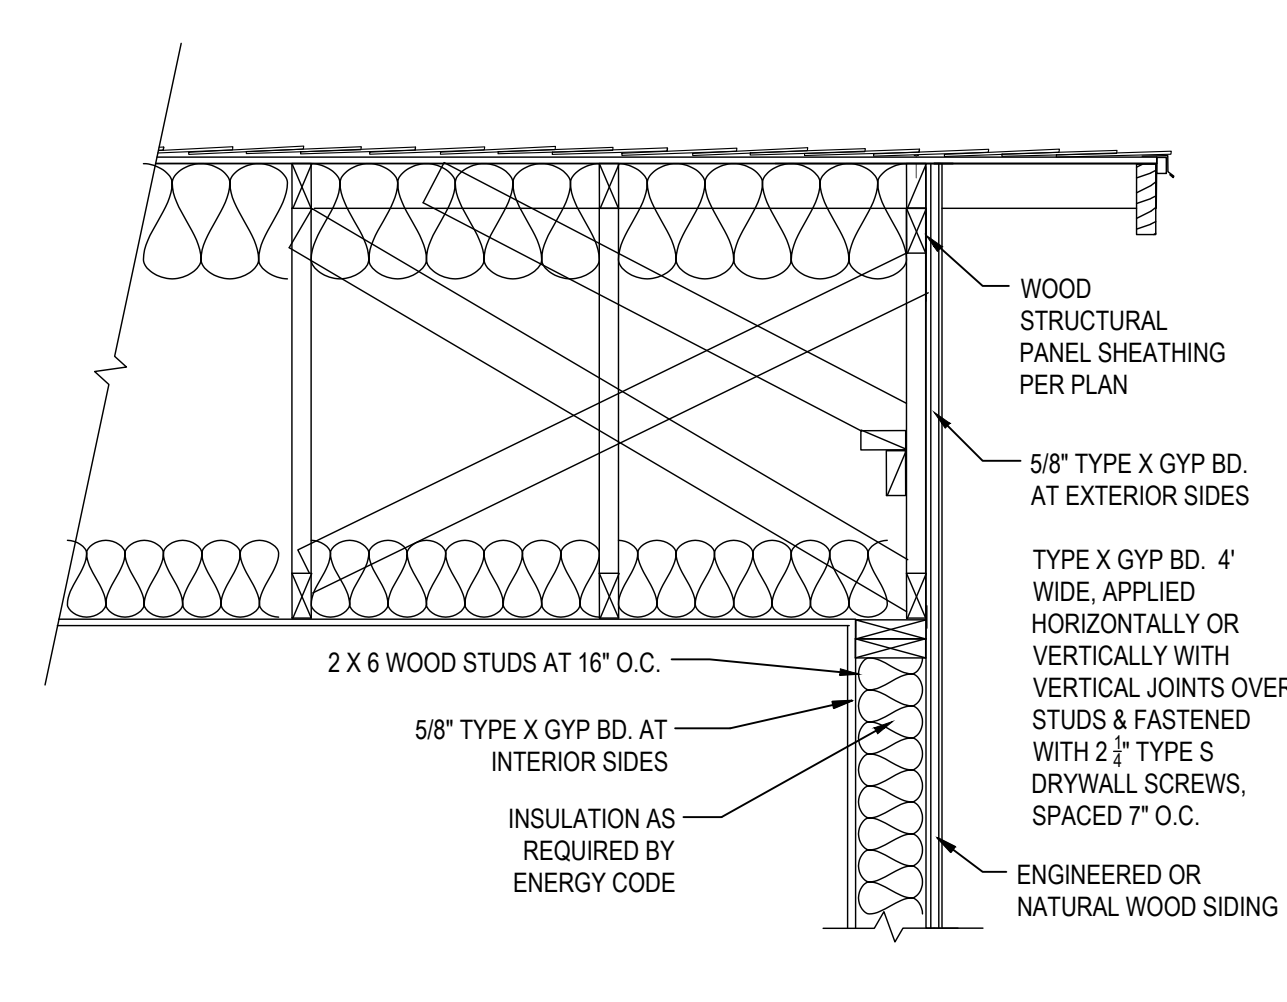 WOOD
STRUCTURAL
PANEL SHEATHING
PER PLAN
5/8" TYPE X GYP BD.
AT EXTERIOR SIDES
TYPE X GYP BD. 4'
WIDE, APPLIED
HORIZONTALLY OR
VERTICALLY WITH
VERTICAL JOINTS OVER
STUDS & FASTENED
WITH 2 1/4" TYPE S
DRYWALL SCREWS,
SPACED 7" O.C.
ENGINEERED OR
NATURAL WOOD SIDING
2 X 6 WOOD STUDS AT 16" O.C.
5/8" TYPE X GYP BD. AT
INTERIOR SIDES
INSULATION AS
REQUIRED BY
ENERGY CODE